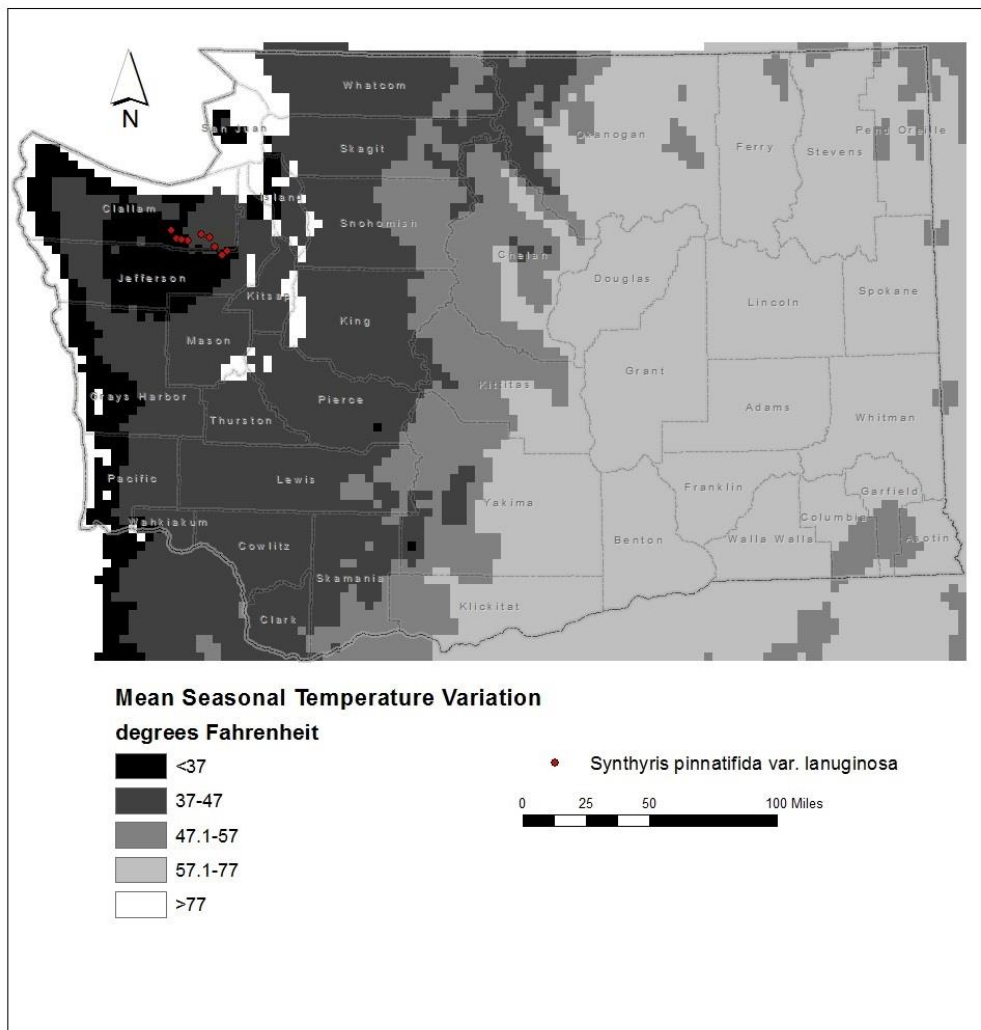 N
Whatcom
San Juan
Okanogan
Pend Oreille
Skagit
Ferry
Stevens
Island
Clallam
Snohomish
Chelan
Jefferson
Douglas
Kitsap
Lincoln
Spokane
King
Mason
Grant
Kittitas
Grays Harbor
Pierce
Adams
Thurston
Whitman
Lewis
Pacific
Yakima
Franklin
Garfield
Columbia
Wahkiakum
Cowlitz
Benton
Walla Walla
Asotin
Skamania
Klickitat
Clark
Mean Seasonal Temperature Variation
degrees Fahrenheit
<37
37-47
47.1-57
57.1-77
>77
Synthyris pinnatifida var. lanuginosa
0 25 50 100 Miles